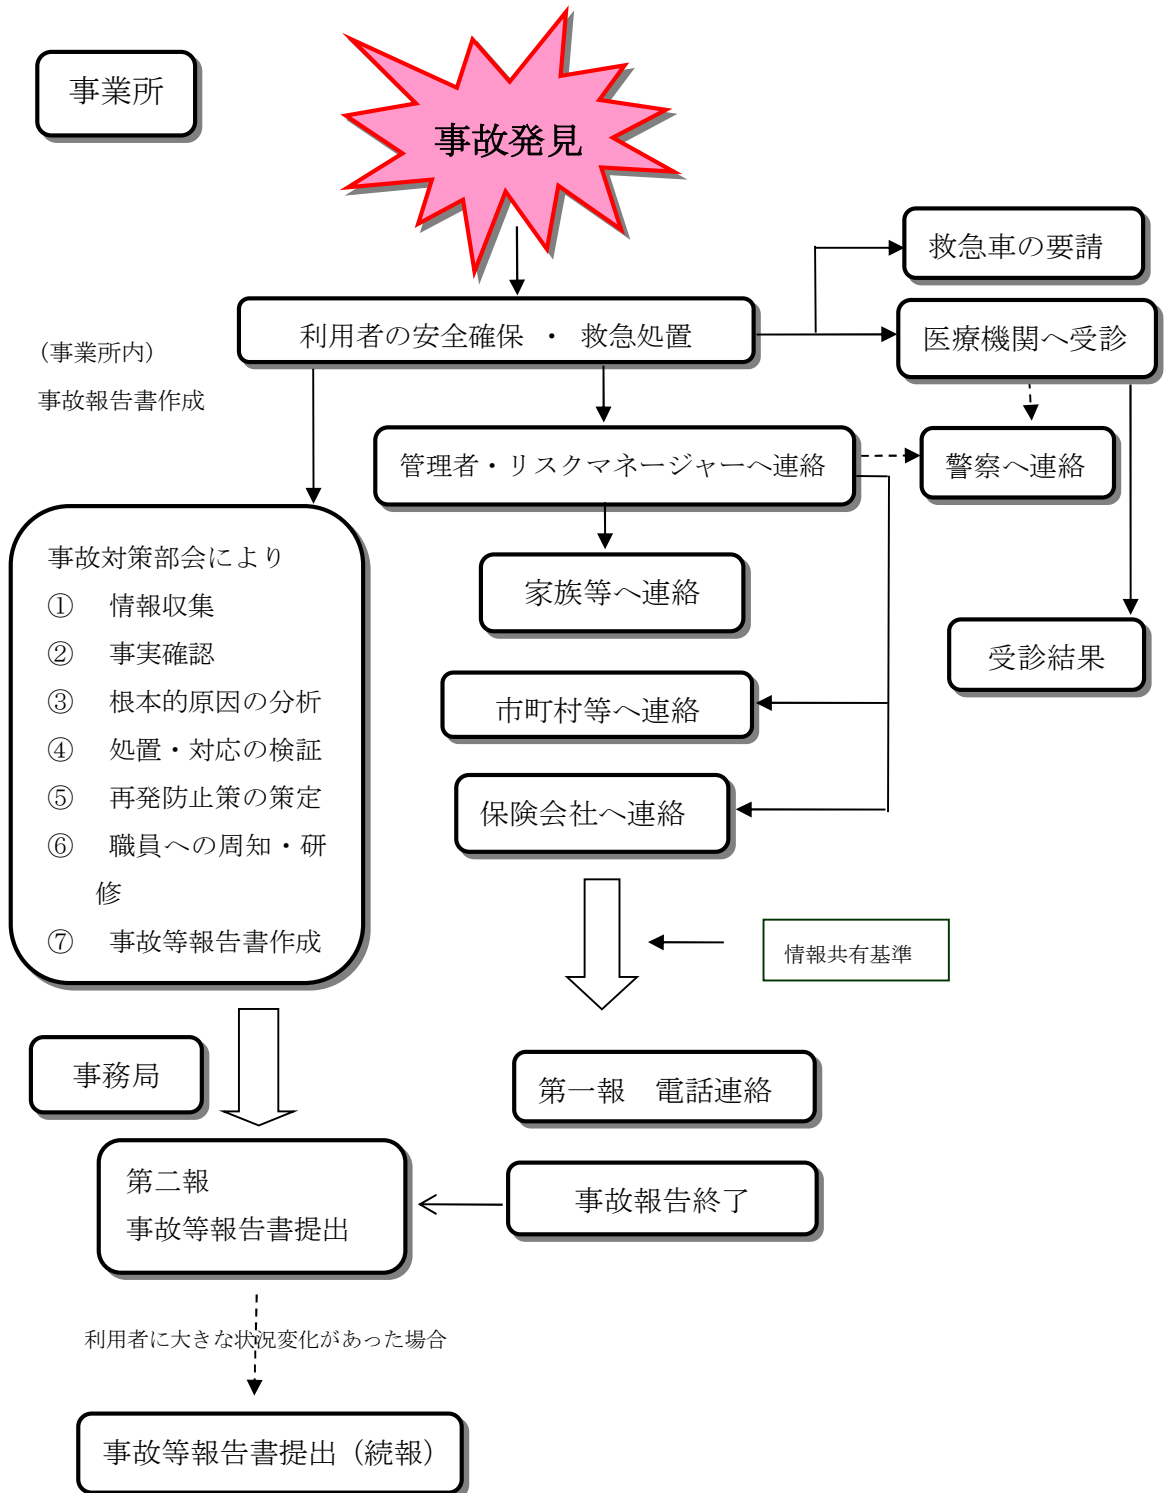 事業所
事故発見
救急車の要請
利用者の安全確保 ・ 救急処置
医療機関へ受診
(事業所内)
事故報告書作成
管理者・リスクマネージャーへ連絡
警察へ連絡
事故対策部会により
① 情報収集
② 事実確認
③ 根本的原因の分析
④ 処置・対応の検証
⑤ 再発防止策の策定
⑥ 職員への周知・研
修
⑦ 事故等報告書作成
家族等へ連絡
受診結果
市町村等へ連絡
保険会社へ連絡
情報共有基準
事務局
第一報 電話連絡
第二報
事故等報告書提出
事故報告終了
利用者に大きな状況変化があった場合
事故等報告書提出(続報)